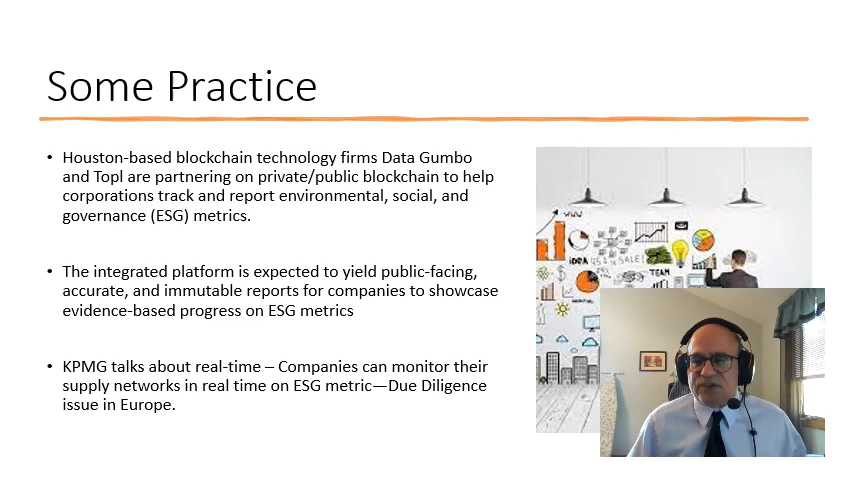 Some Practice
• Houston-based blockchain technology firms Data Gumbo
and Topl are partnering on private/public blockchain to help
corporations track and report environmental, social, and
governance (ESG) metrics.
• The integrated platform is expected to yield public-facing,
accurate, and immutable reports for companies to showcase
evidence-based progress on ESG metrics
• KPMG talks about real-time – Companies can monitor their
supply networks in real time on ESG metric—Due Diligence
issue in Europe.
www
IDEA
SALE!
TEAM